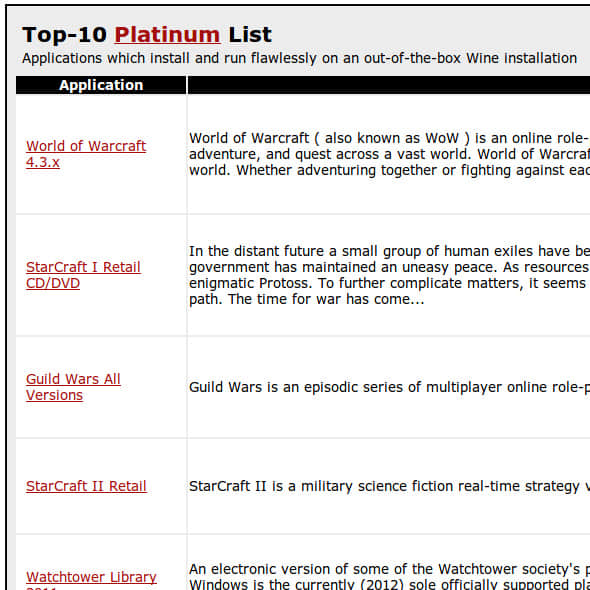 Top-10 Platinum List
Applications which install and run flawlessly on an out-of-the-box Wine installation
Application
World of Warcraft
4.3.x
World of Warcraft ( also known as WoW ) is an online role-
adventure, and quest across a vast world. World of Warcraf
world. Whether adventuring together or fighting against eac
StarCraft I Retail
CD/DVD
In the distant future a small group of human exiles have be
government has maintained an uneasy peace. As resources
enigmatic Protoss. To further complicate matters, it seems
path. The time for war has come...
Guild Wars All
Versions
Guild Wars is an episodic series of multiplayer online role-p
StarCraft II Retail
StarCraft II is a military science fiction real-time strategy v
Watchtower Library
An electronic version of some of the Watchtower society's p
Windows is the currently (2012) sole officially supported pla